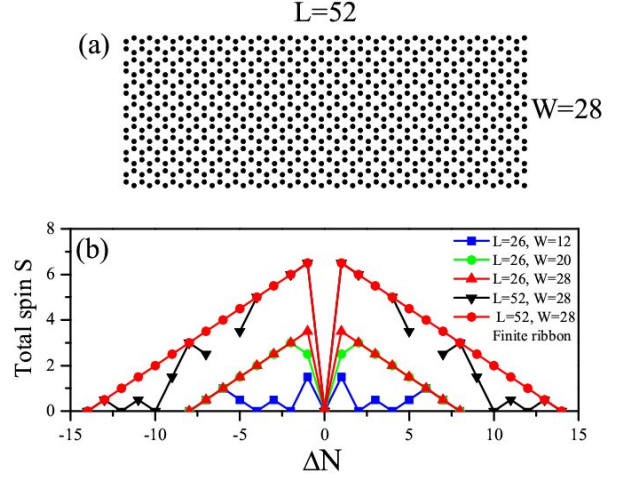 L=52
(a)
W=28
(b)
Total spin S
8
6
4
2
0
L=26, W=12
L=26, W=20
L=26, W=28
L=52, W=28
L=52, W=28
Finite ribbon
-15 -10 -5 0 5 10 15
ΔN